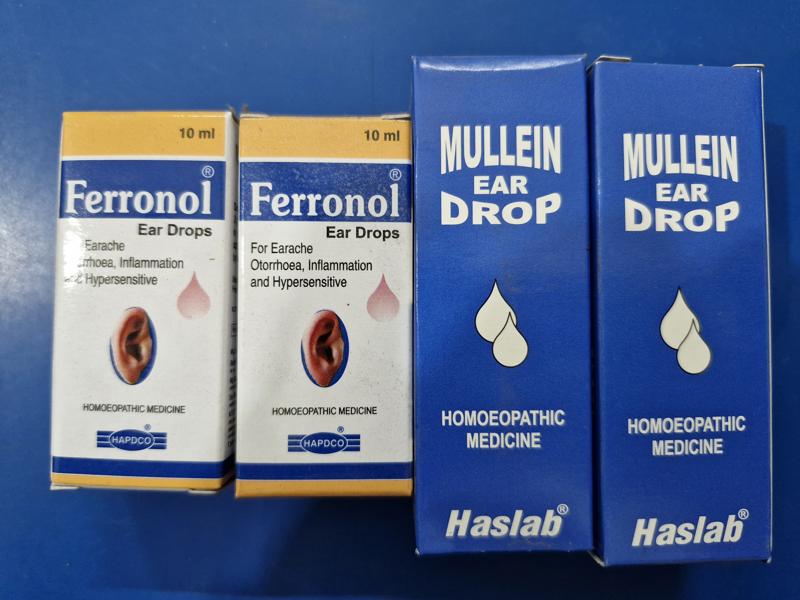 10 ml
Ferronol®
Ear Drops
Earache
Inflammation
Hypersensitive
HOMOEOPATHIC MEDICINE
HAPDCO
10 ml
Ferronol®
Ear Drops
For Earache
Otorrhoea, Inflammation
and Hypersensitive
HOMOEOPATHIC MEDICINE
HAPDCO
MULLEIN
EAR
DROP
HOMOEOPATHIC
MEDICINE
Haslab®
MULLEIN
EAR
DROP
HOMOEOPATHIC
MEDICINE
Haslab®